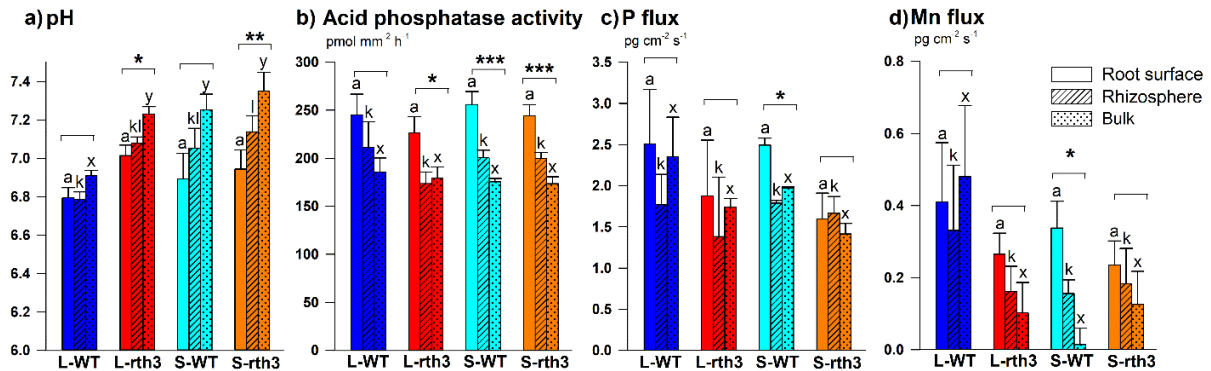 a) pH
7.4
7.2
7.0
6.8
6.6
6.4
6.2
6.0
a k x
a kl y
*
a kl y
a l y
**
L-WT L-rth3 S-WT S-rth3
b) Acid phosphatase activity
pmol mm⁻² h⁻¹
300
250
200
150
100
50
0
a k x
a k x
*
a k x
***
a k x
***
L-WT L-rth3 S-WT S-rth3
c) P flux
pg cm⁻² s⁻¹
3.5
3.0
2.5
2.0
1.5
1.0
0.5
0.0
a k x
a k x
a k x
*
a k x
L-WT L-rth3 S-WT S-rth3
d) Mn flux
pg cm⁻² s⁻¹
0.8
0.6
0.4
0.2
0.0
a k x
a k x
a k x
*
a k x
L-WT L-rth3 S-WT S-rth3
Root surface
Rhizosphere
Bulk